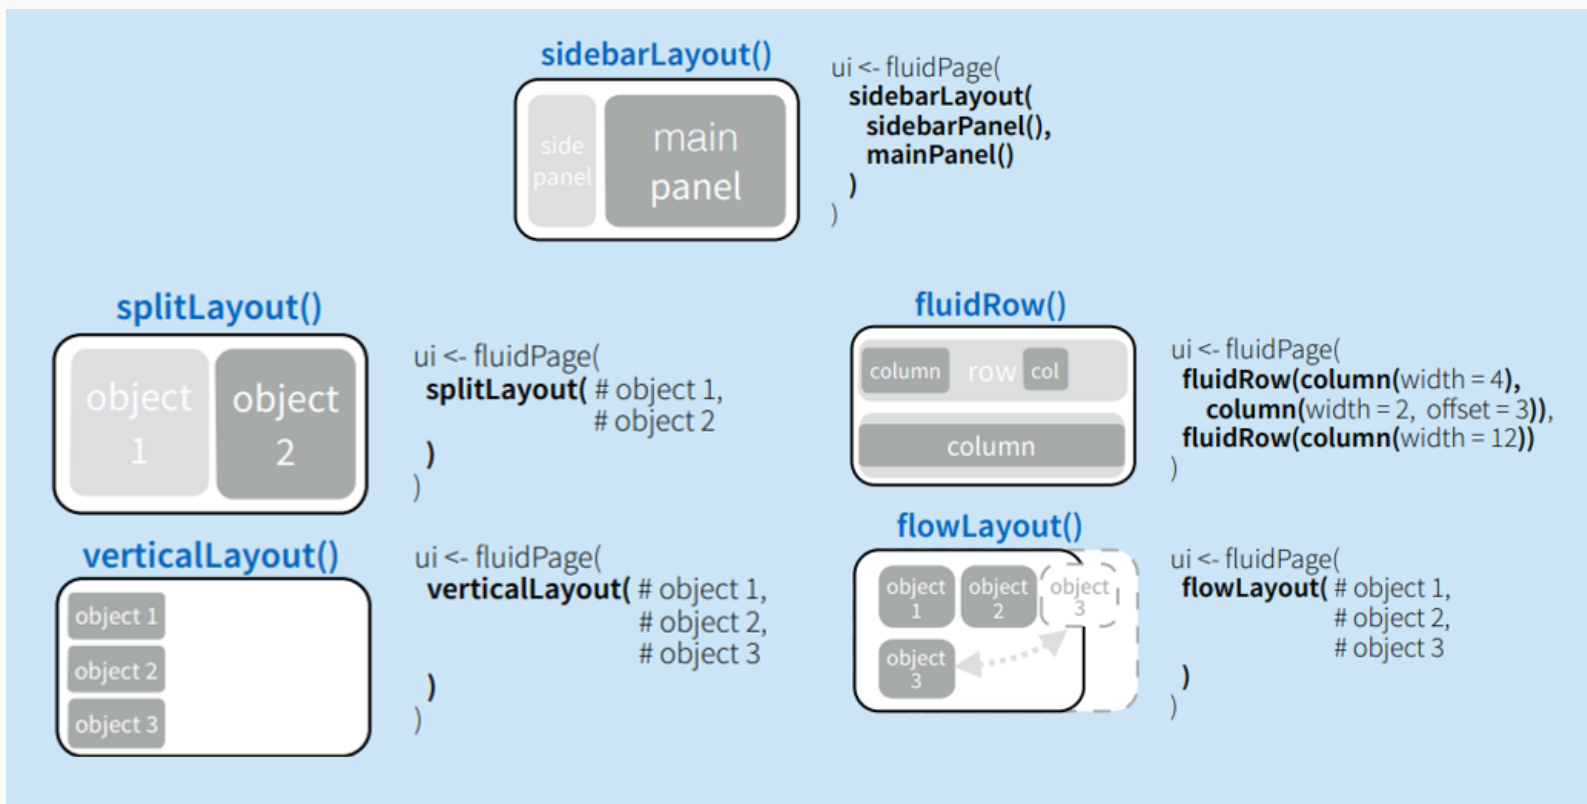 sidebarLayout()
side
panel
main
panel
ui <- fluidPage(
sidebarLayout(
sidebarPanel(),
mainPanel()
)
)
splitLayout()
object
1
object
2
ui <- fluidPage(
splitLayout( # object 1,
# object 2
)
)
fluidRow()
column
row
col
column
ui <- fluidPage(
fluidRow(column(width = 4),
column(width = 2, offset = 3)),
fluidRow(column(width = 12))
)
verticalLayout()
object 1
object 2
object 3
ui <- fluidPage(
verticalLayout( # object 1,
# object 2,
# object 3
)
)
flowLayout()
object
1
object
2
object
3
object
3
ui <- fluidPage(
flowLayout( # object 1,
# object 2,
# object 3
)
)